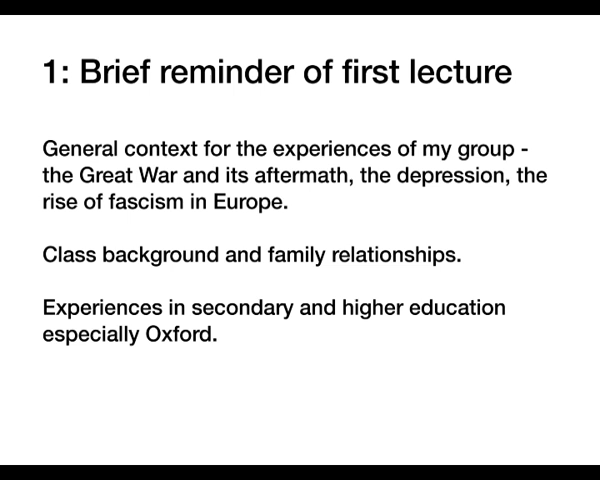 1: Brief reminder of first lecture
General context for the experiences of my group -
the Great War and its aftermath, the depression, the
rise of fascism in Europe.
Class background and family relationships.
Experiences in secondary and higher education
especially Oxford.